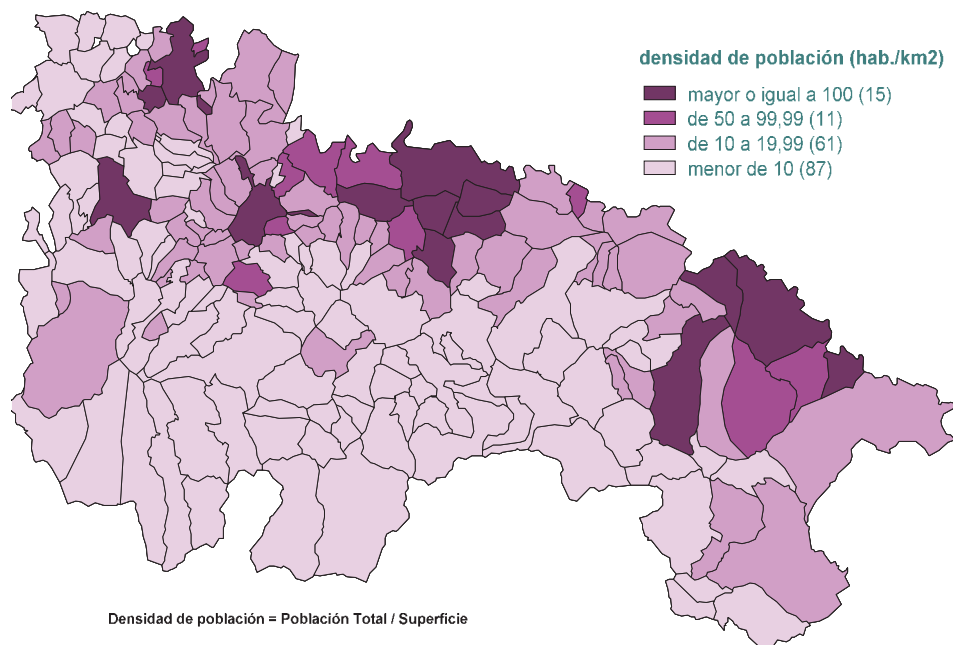 densidad de población (hab./km2)
mayor o igual a 100 (15)
de 50 a 99,99 (11)
de 10 a 19,99 (61)
menor de 10 (87)
Densidad de población = Población Total / Superficie